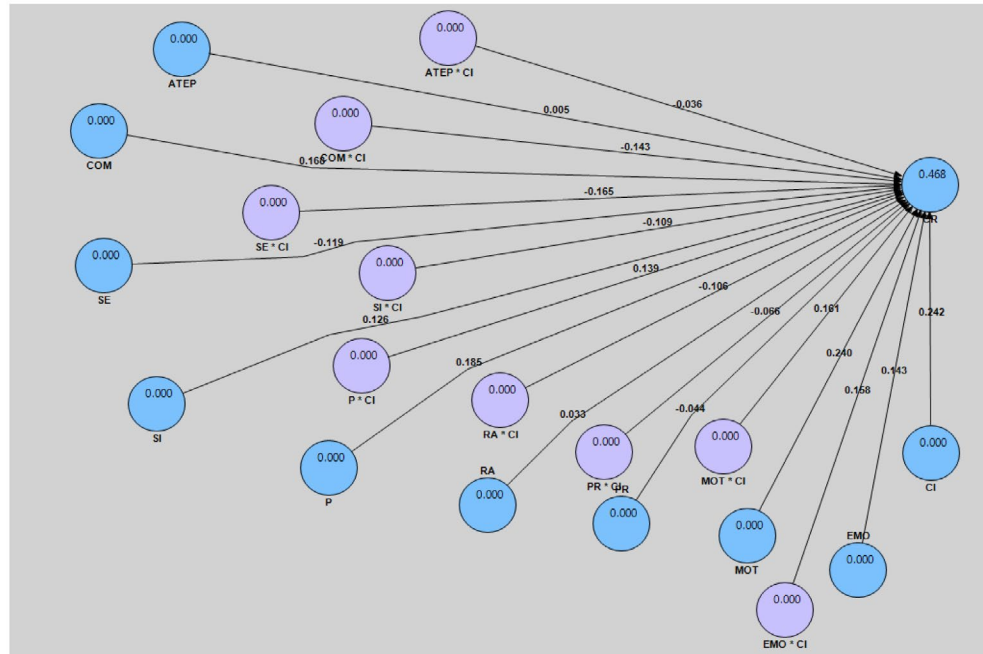 0.000
ATEP * CI
0.000
ATEP
-0.036
0.005
0.000
COM * CI
0.000
COM
-0.143
0.168
0.468
0.000
SE * CI
-0.165
-0.109
-0.119
0.000
SE
0.000
SI * CI
0.139
-0.106
0.126
-0.066
0.161
0.242
0.000
P * CI
0.185
0.240
0.143
0.158
0.000
SI
0.000
RA * CI
0.033
-0.044
0.000
P
RA
0.000
0.000
PR * CI
PR
0.000
0.000
MOT * CI
0.000
CI
0.000
MOT
EMO
0.000
0.000
EMO * CI